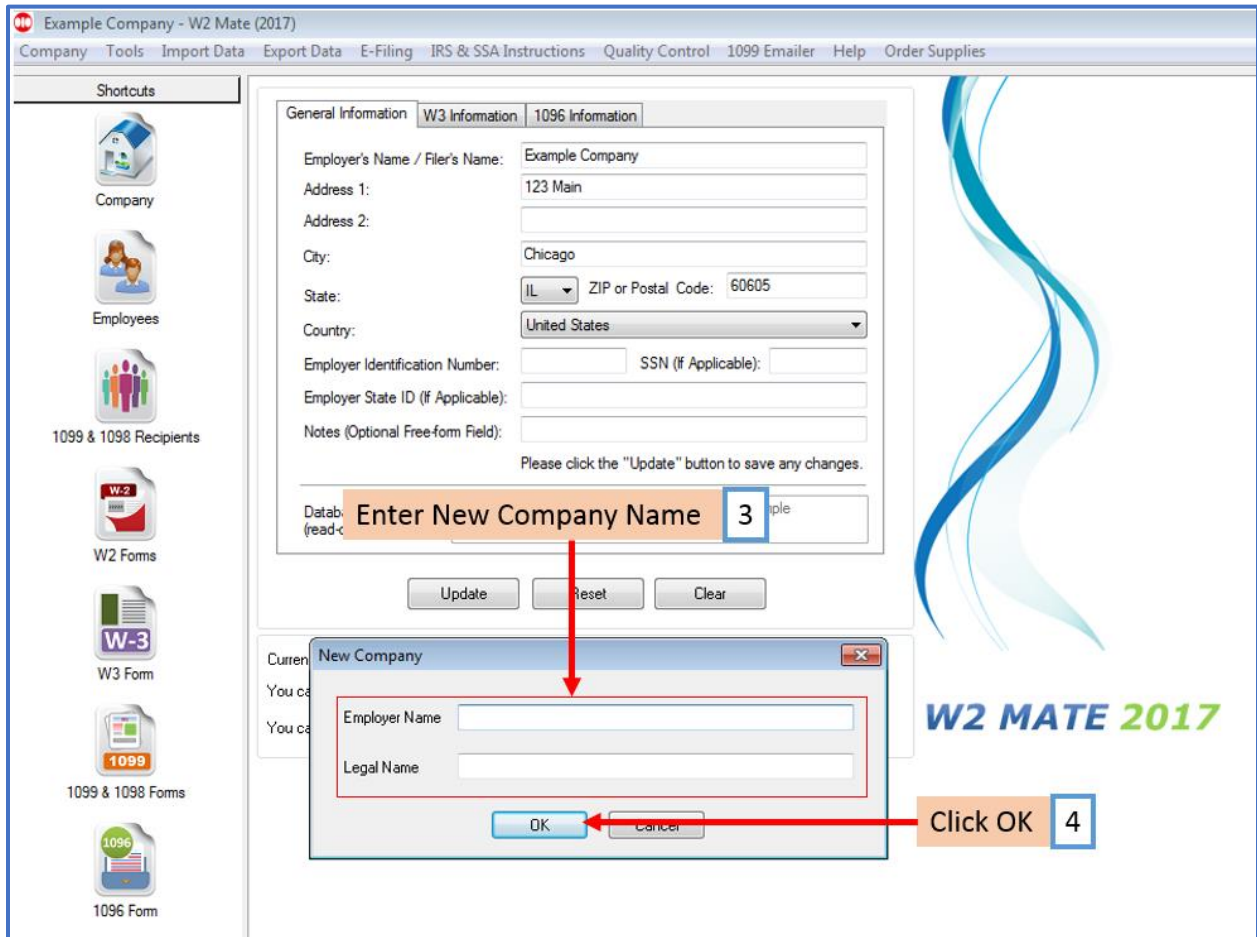 Example Company - W2 Mate (2017)
Company Tools Import Data Export Data E-Filing IRS & SSA Instructions Quality Control 1099 Emailer Help Order Supplies
Shortcuts
Company
Employees
1099 & 1098 Recipients
W-2
W2 Forms
W-3
W3 Form
1099
1099 & 1098 Forms
1096
1096 Form
General Information W3 Information 1096 Information
Employer's Name / Filer's Name: Example Company
Address 1: 123 Main
Address 2:
City: Chicago
State: IL ZIP or Postal Code: 60605
Country: United States
Employer Identification Number: SSN (If Applicable):
Employer State ID (If Applicable):
Notes (Optional Free-form Field):
Please click the "Update" button to save any changes.
Enter New Company Name 3
Update Reset Clear
New Company
You
You
Employer Name
Legal Name
OK Cancel
Click OK 4
W2 MATE 2017